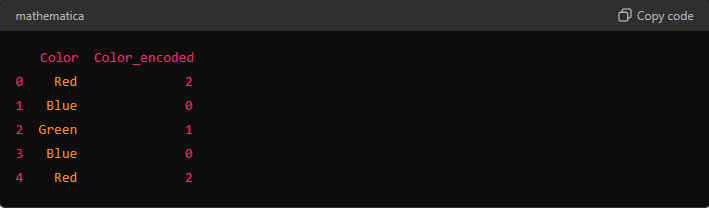 mathematica Copy code
Color Color_encoded
0 Red 2
1 Blue 0
2 Green 1
3 Blue 0
4 Red 2